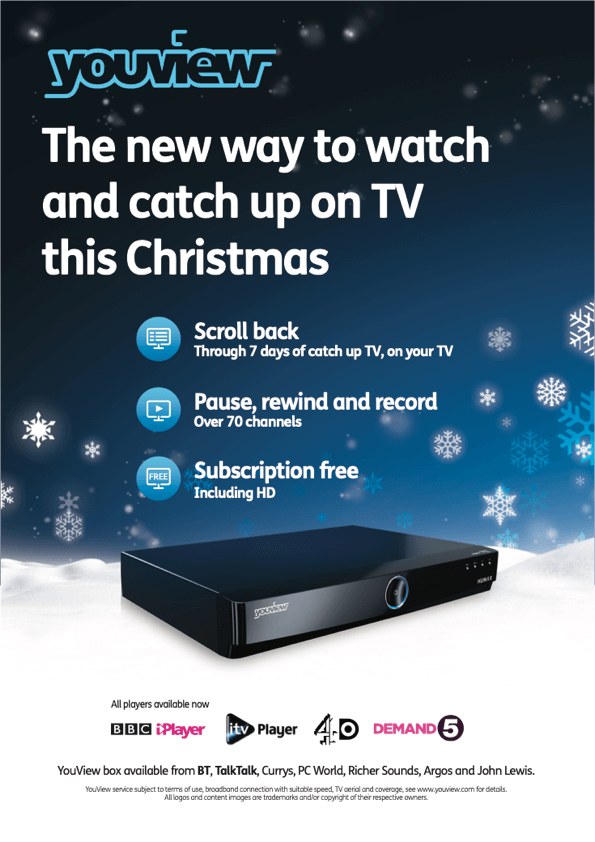 youview
The new way to watch
and catch up on TV
this Christmas
Scroll back
Through 7 days of catch up TV, on your TV
Pause, rewind and record
Over 70 channels
FREE
Subscription free
Including HD
HUMAX
youview
All players available now
BBC iPlayer
itv Player
4oD
DEMAND 5
YouView box available from BT, TalkTalk, Currys, PC World, Richer Sounds, Argos and John Lewis.
YouView service subject to terms of use, broadband connection with suitable speed, TV aerial and coverage, see www.youview.com for details.
All logos and content images are trademarks and/or copyright of their respective owners.